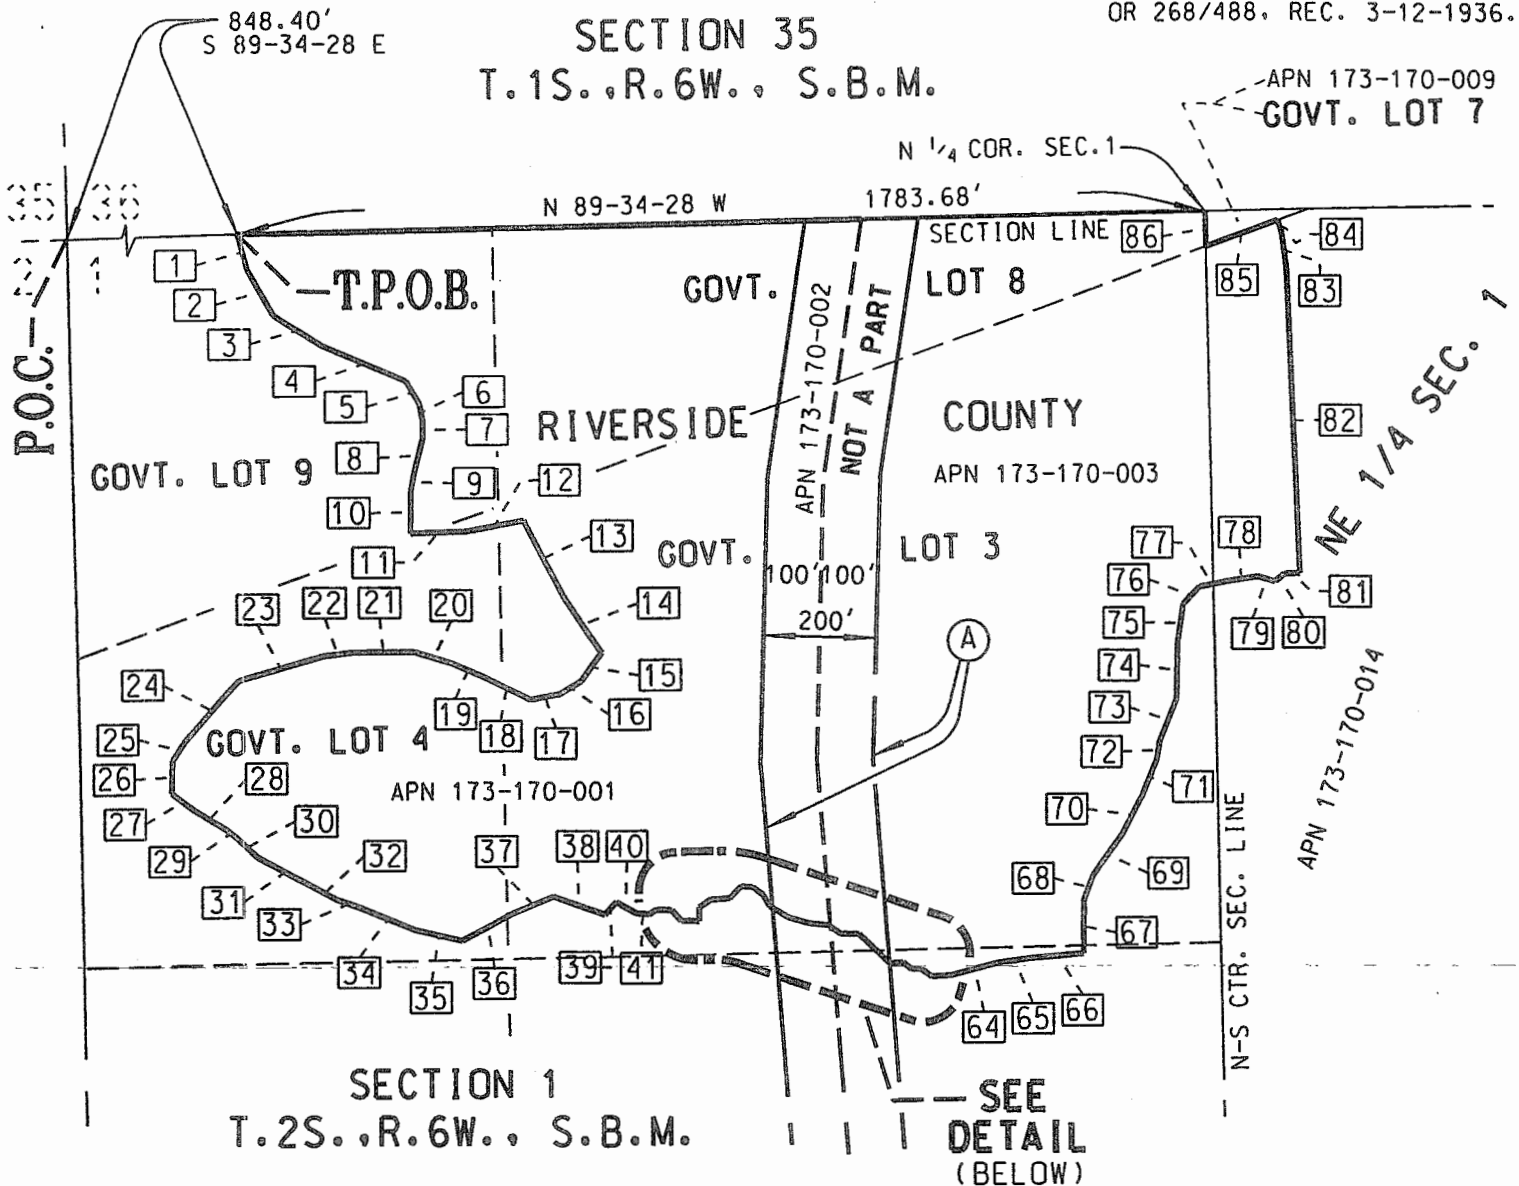 848.40'
S 89-34-28 E
SECTION 35
T.1S.,R.6W., S.B.M.
OR 268/488, REC. 3-12-1936.
APN 173-170-009
GOVT. LOT 7
N 1/4 COR. SEC.1
N 89-34-28 W
1783.68'
SECTION LINE
35
2
1
P.O.C.
T.P.O.B.
GOVT. LOT 8
APN 173-170-002
NOT A PART
RIVERSIDE COUNTY
APN 173-170-003
GOVT. LOT 9
GOVT. LOT 3
NE 1/4 SEC. 1
100' 100'
200'
A
GOVT. LOT 4
APN 173-170-001
APN 173-170-014
N-S CTR. SEC. LINE
1
2
3
4
5
6
7
8
9
10
11
12
13
14
15
16
17
18
19
20
21
22
23
24
25
26
27
28
29
30
31
32
33
34
35
36
37
38
39
40
41
64
65
66
67
68
69
70
71
72
73
74
75
76
77
78
79
80
81
82
83
84
85
86
SECTION 1
T.2S.,R.6W., S.B.M.
SEE
DETAIL
(BELOW)